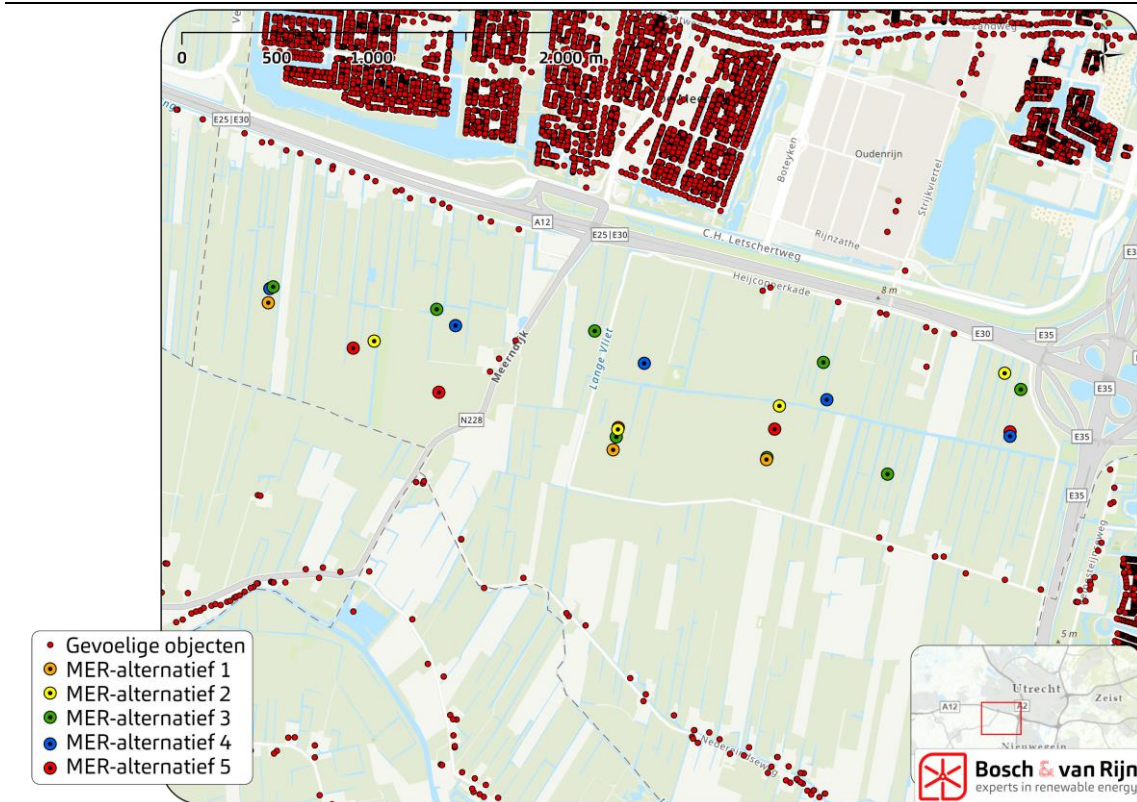 0 500 1.000 2.000 m
Zandweg
E25|E30
Oudenrijn
Boteyken
Strijkviertel
A12
E25|E30
C.H. Letschertweg
Rijnzathe
Heijcopperkade
8 m
E30
E35
E35
Meerndijk
Lange Vliet
N228
E35
E35
5 m
Nedereindseweg
Gevoelige objecten
MER-alternatief 1
MER-alternatief 2
MER-alternatief 3
MER-alternatief 4
MER-alternatief 5
Utrecht
Zeist
A12
A2
Nieuwegein
Bosch & van Rijn
experts in renewable energy